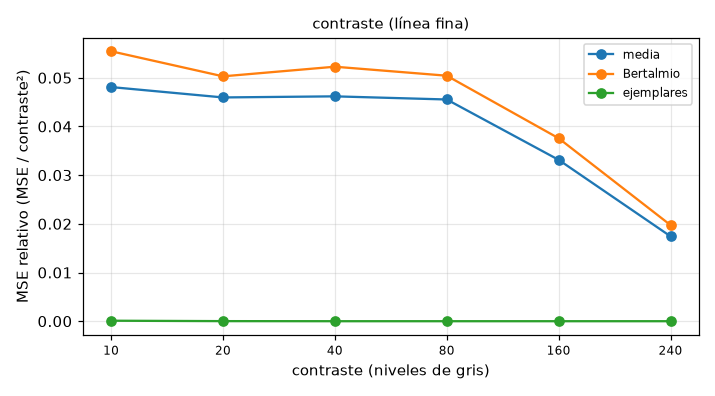 contraste (línea fina)
media
Bertalmio
ejemplares
MSE relativo (MSE / contraste²)
0.05
0.04
0.03
0.02
0.01
0.00
10 20 40 80 160 240
contraste (niveles de gris)